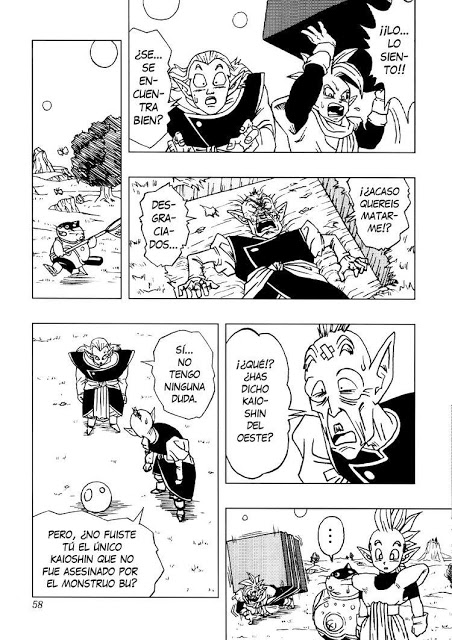 ¡¡LO
LO
SIEN-
TO!!
¿SE...
SE
EN-
CUEN-
TRA
BIEN?
¿¡ACASO
QUEREIS
MATAR-
ME!?
DES-
GRA-
CIA-
DOS...
¡QUÉ!?
¿HAS
DICHO
KAIO-
SHIN
DEL
OESTE?
SÍ...
NO
TENGO
NINGUNA
DUDA.
PERO, ¿NO FUISTE
TÚ EL ÚNICO
KAIOSHIN QUE NO
FUE ASESINADO POR
EL MONSTRUO BU?
...
58